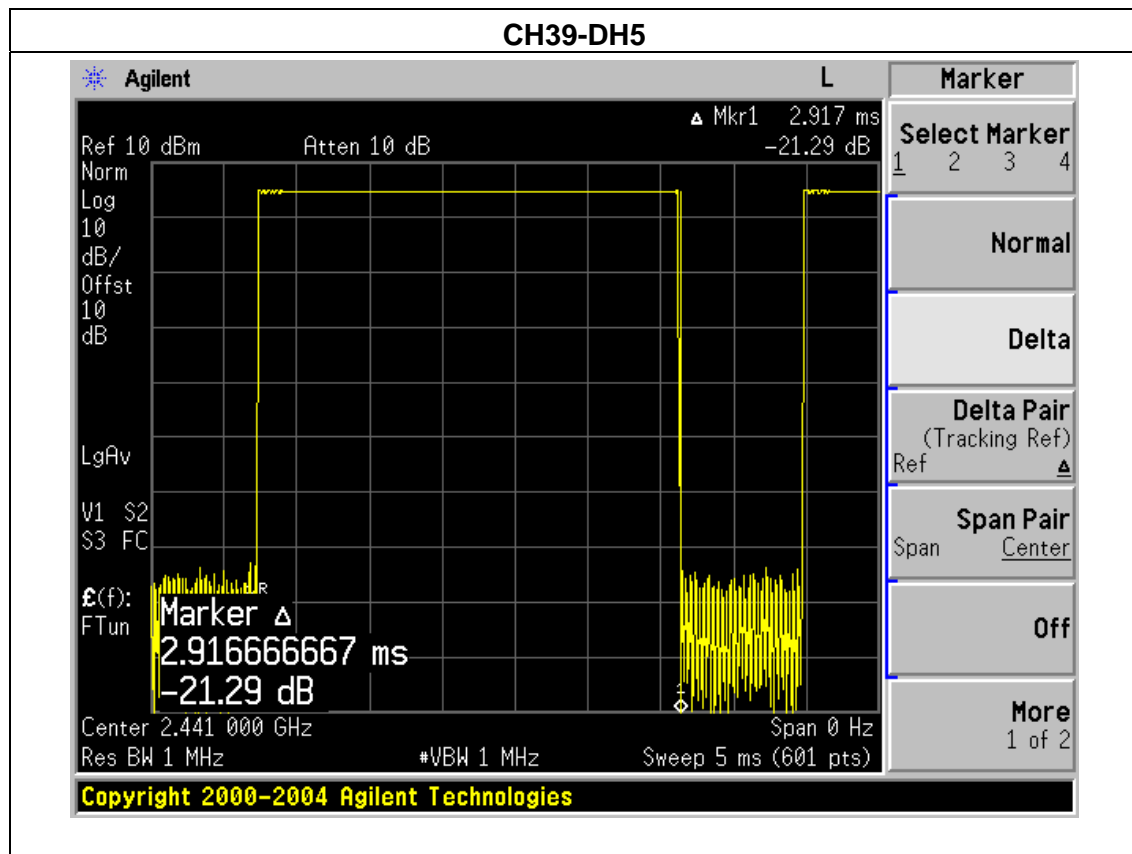 CH39-DH5
Agilent L
Marker
Δ Mkr1 2.917 ms
Ref 10 dBm Atten 10 dB -21.29 dB
Norm
Log
10
dB/
Offst
10
dB
LgAv
V1 S2
S3 FC
£(f):
FTun
R
Marker Δ
2.916666667 ms
-21.29 dB
1
Center 2.441 000 GHz Span 0 Hz
Res BW 1 MHz #VBW 1 MHz Sweep 5 ms (601 pts)
Select Marker
1 2 3 4
Normal
Delta
Delta Pair
(Tracking Ref)
Ref Δ
Span Pair
Span Center
Off
More
1 of 2
Copyright 2000-2004 Agilent Technologies